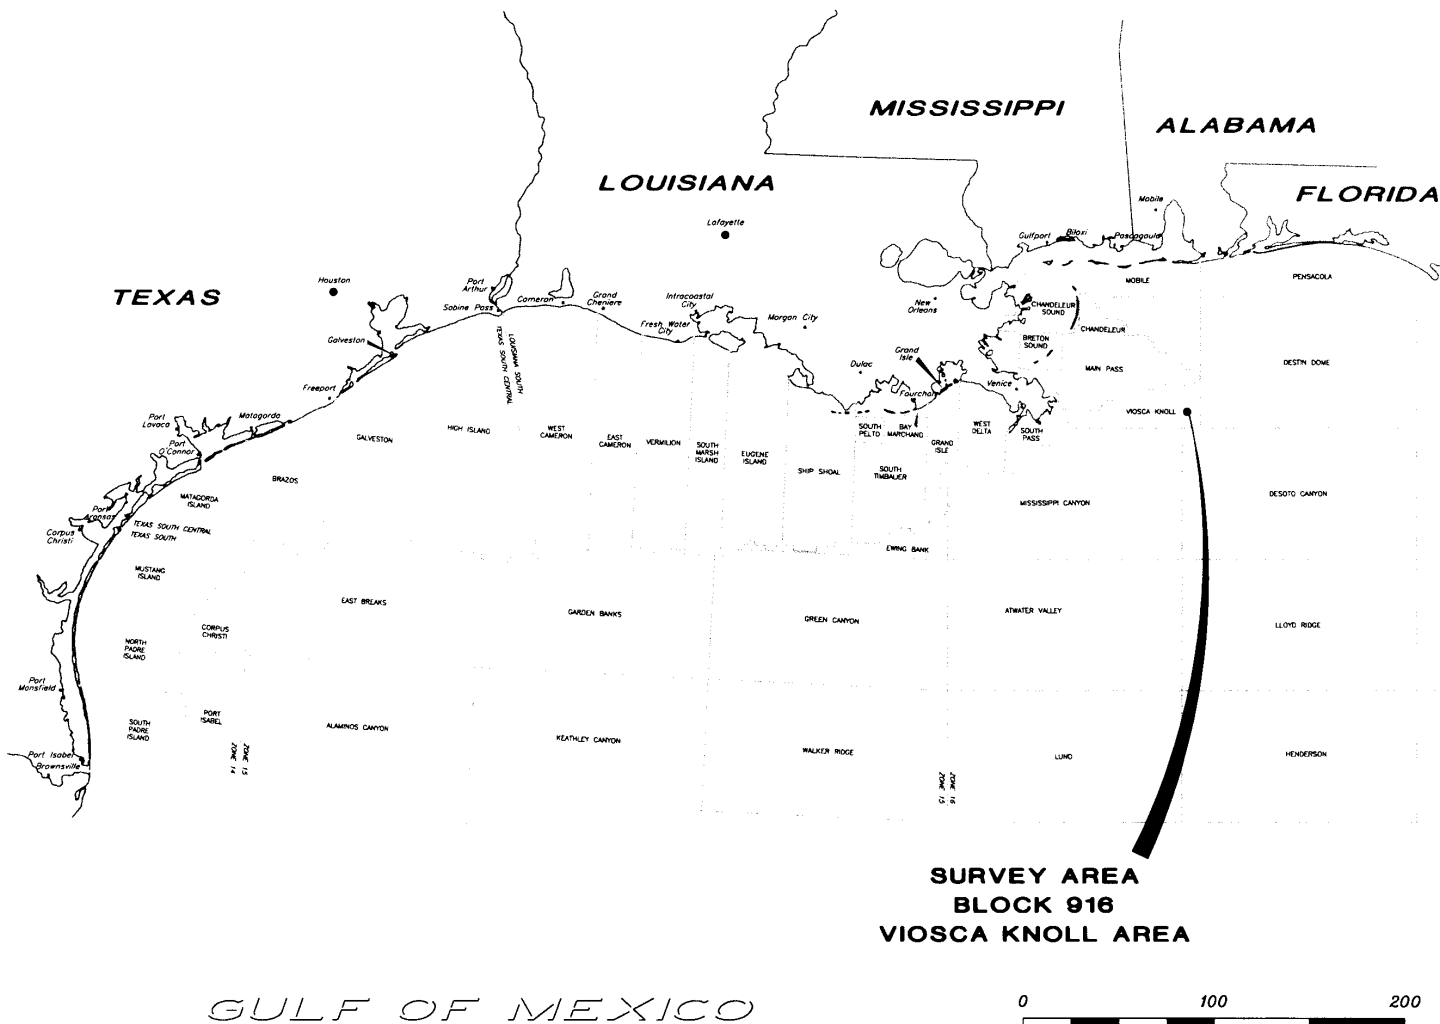 MISSISSIPPI
ALABAMA
LOUISIANA
FLORIDA
TEXAS
Mobile
Lafayette
Gulfport
Biloxi
Pascagoula
Houston
Port
Arthur
Sabine Pass
Cameron
Grand
Cheniere
Intracoastal
City
Fresh Water
City
Morgan City
New
Orleans
MOBILE
PENSACOLA
CHANDELEUR
SOUND
CHANDELEUR
BRETON
SOUND
Galveston
TEXAS SOUTH CENTRAL
LOUISIANA SOUTH
Dulac
Grand
Isle
Fourchon
Venice
MAIN PASS
DESTIN DOME
Freeport
Port
Lavaca
Matagorda
Port
O'Connor
VIOSCA KNOLL
GALVESTON
HIGH ISLAND
WEST
CAMERON
EAST
CAMERON
VERMILION
SOUTH
MARSH
ISLAND
EUGENE
ISLAND
SHIP SHOAL
SOUTH
PELTO
BAY
MARCHAND
SOUTH
TIMBALIER
GRAND
ISLE
WEST
DELTA
SOUTH
PASS
BRAZOS
MATAGORDA
ISLAND
Port
Aransas
Corpus
Christi
TEXAS SOUTH CENTRAL
TEXAS SOUTH
MISSISSIPPI CANYON
DESOTO CANYON
EWING BANK
MUSTANG
ISLAND
EAST BREAKS
GARDEN BANKS
GREEN CANYON
ATWATER VALLEY
LLOYD RIDGE
CORPUS
CHRISTI
NORTH
PADRE
ISLAND
Port
Mansfield
SOUTH
PADRE
ISLAND
PORT
ISABEL
ALAMINOS CANYON
KEATHLEY CANYON
WALKER RIDGE
LUND
HENDERSON
Port Isabel
Brownsville
ZONE 14
ZONE 15
ZONE 15
ZONE 16
SURVEY AREA
BLOCK 916
VIOSCA KNOLL AREA
GULF OF MEXICO
0 100 200